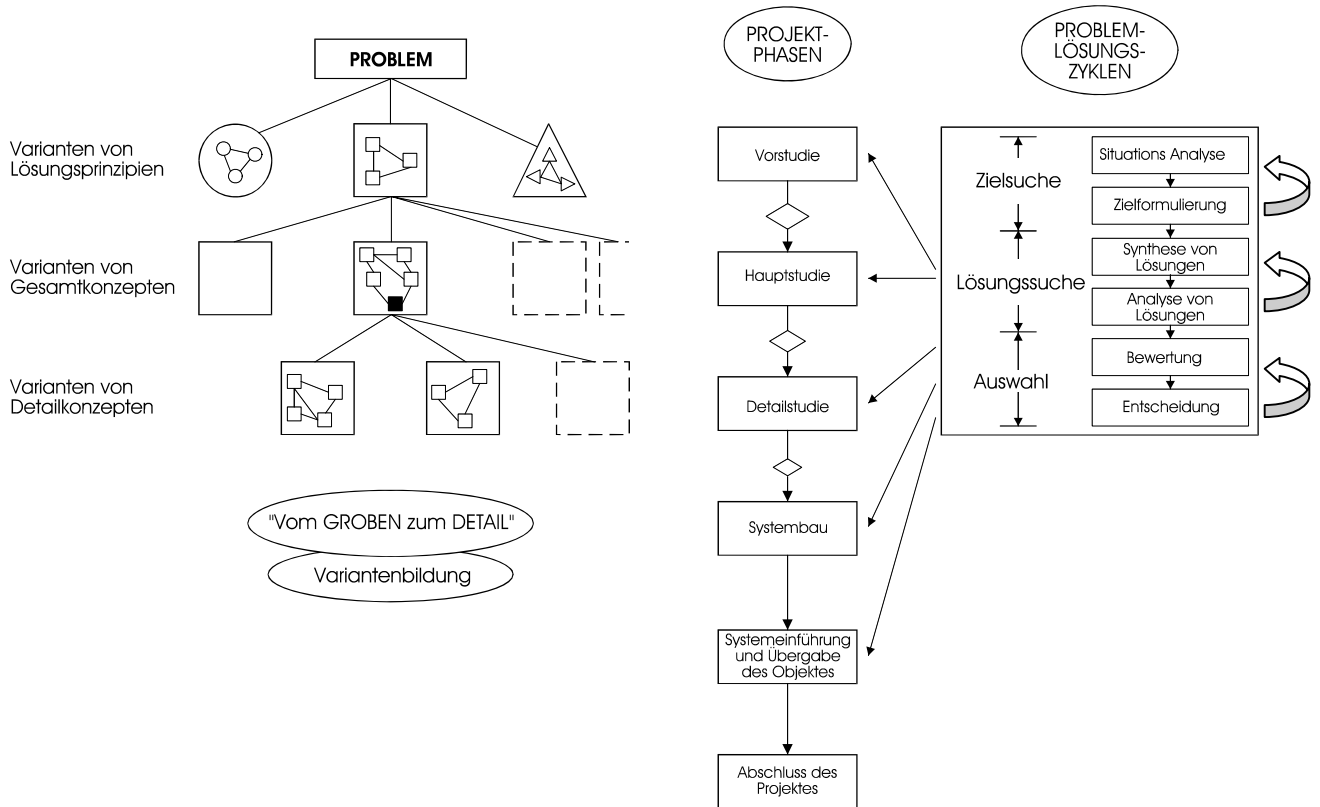 PROBLEM
Varianten von
Lösungsprinzipien
Varianten von
Gesamtkonzepten
Varianten von
Detailkonzepten
"Vom GROBEN zum DETAIL"
Variantenbildung
PROJEKT-
PHASEN
Vorstudie
Hauptstudie
Detailstudie
Systembau
Systemeinführung
und Übergabe
des Objektes
Abschluss des
Projektes
PROBLEM-
LÖSUNGS-
ZYKLEN
Zielsuche
Lösungssuche
Auswahl
Situations Analyse
Zielformulierung
Synthese von
Lösungen
Analyse von
Lösungen
Bewertung
Entscheidung